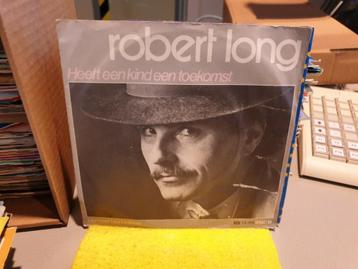 robert long
Heeft een kind een toekomst